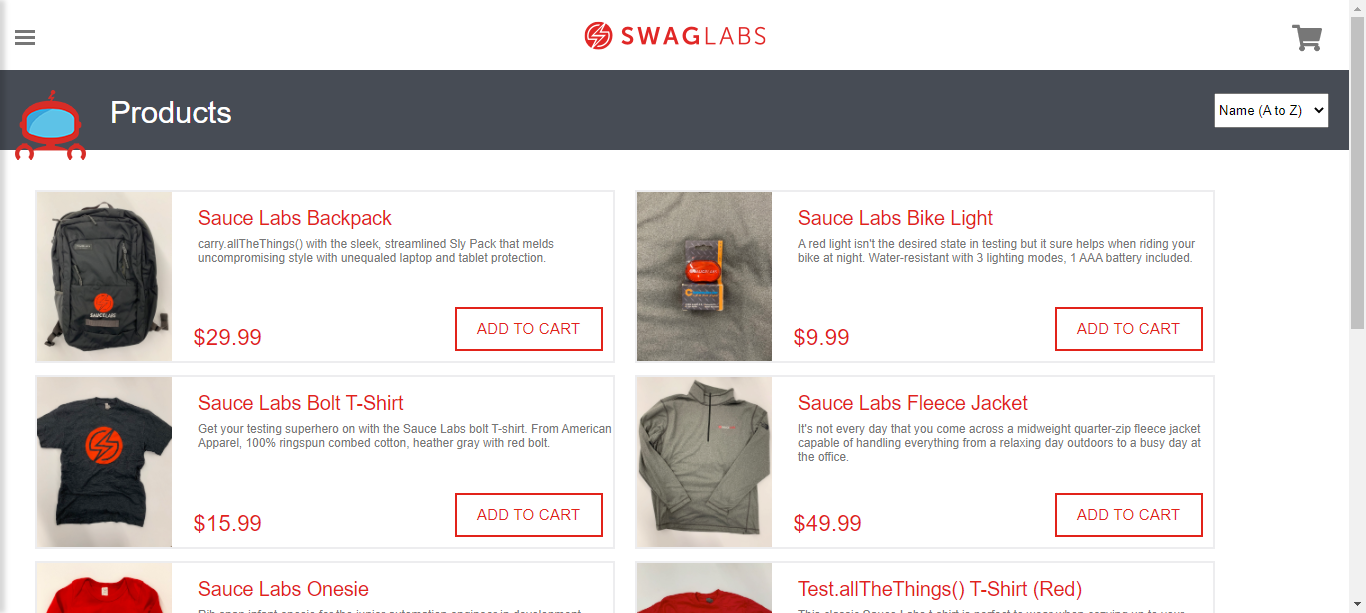 SWAGLABS
Products
Name (A to Z)
Sauce Labs Backpack
carry.allTheThings() with the sleek, streamlined Sly Pack that melds
uncompromising style with unequaled laptop and tablet protection.
$29.99
ADD TO CART
SAUCELABS
Sauce Labs Bike Light
A red light isn't the desired state in testing but it sure helps when riding your
bike at night. Water-resistant with 3 lighting modes, 1 AAA battery included.
$9.99
ADD TO CART
SAUCELABS
Sauce Labs Bolt T-Shirt
Get your testing superhero on with the Sauce Labs bolt T-shirt. From American
Apparel, 100% ringspun combed cotton, heather gray with red bolt.
$15.99
ADD TO CART
Sauce Labs Fleece Jacket
It's not every day that you come across a midweight quarter-zip fleece jacket
capable of handling everything from a relaxing day outdoors to a busy day at
the office.
$49.99
ADD TO CART
Sauce Labs Onesie
Test.allTheThings() T-Shirt (Red)